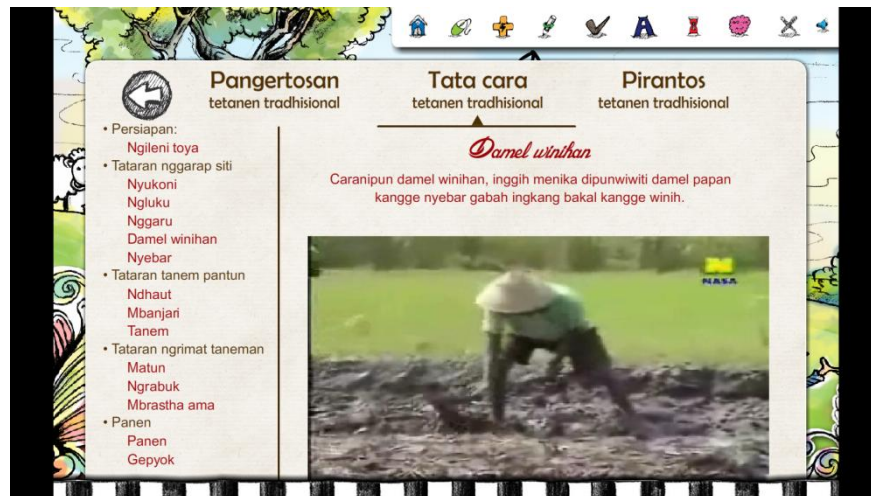 Pangertosan
tetanen tradhisional
Tata cara
tetanen tradhisional
Pirantos
tetanen tradhisional
• Persiapan:
Ngileni toya
• Tataran nggarap siti
Nyukoni
Ngluku
Nggaru
Damel winihan
Nyebar
• Tataran tanem pantun
Ndhaut
Mbanjari
Tanem
• Tataran ngrimat taneman
Matun
Ngrabuk
Mbrastha ama
• Panen
Panen
Gepyok
Damel winihan
Caranipun damel winihan, inggih menika dipunwiwiti damel papan
kangge nyebar gabah ingkang bakal kangge winih.
N
NASA
A